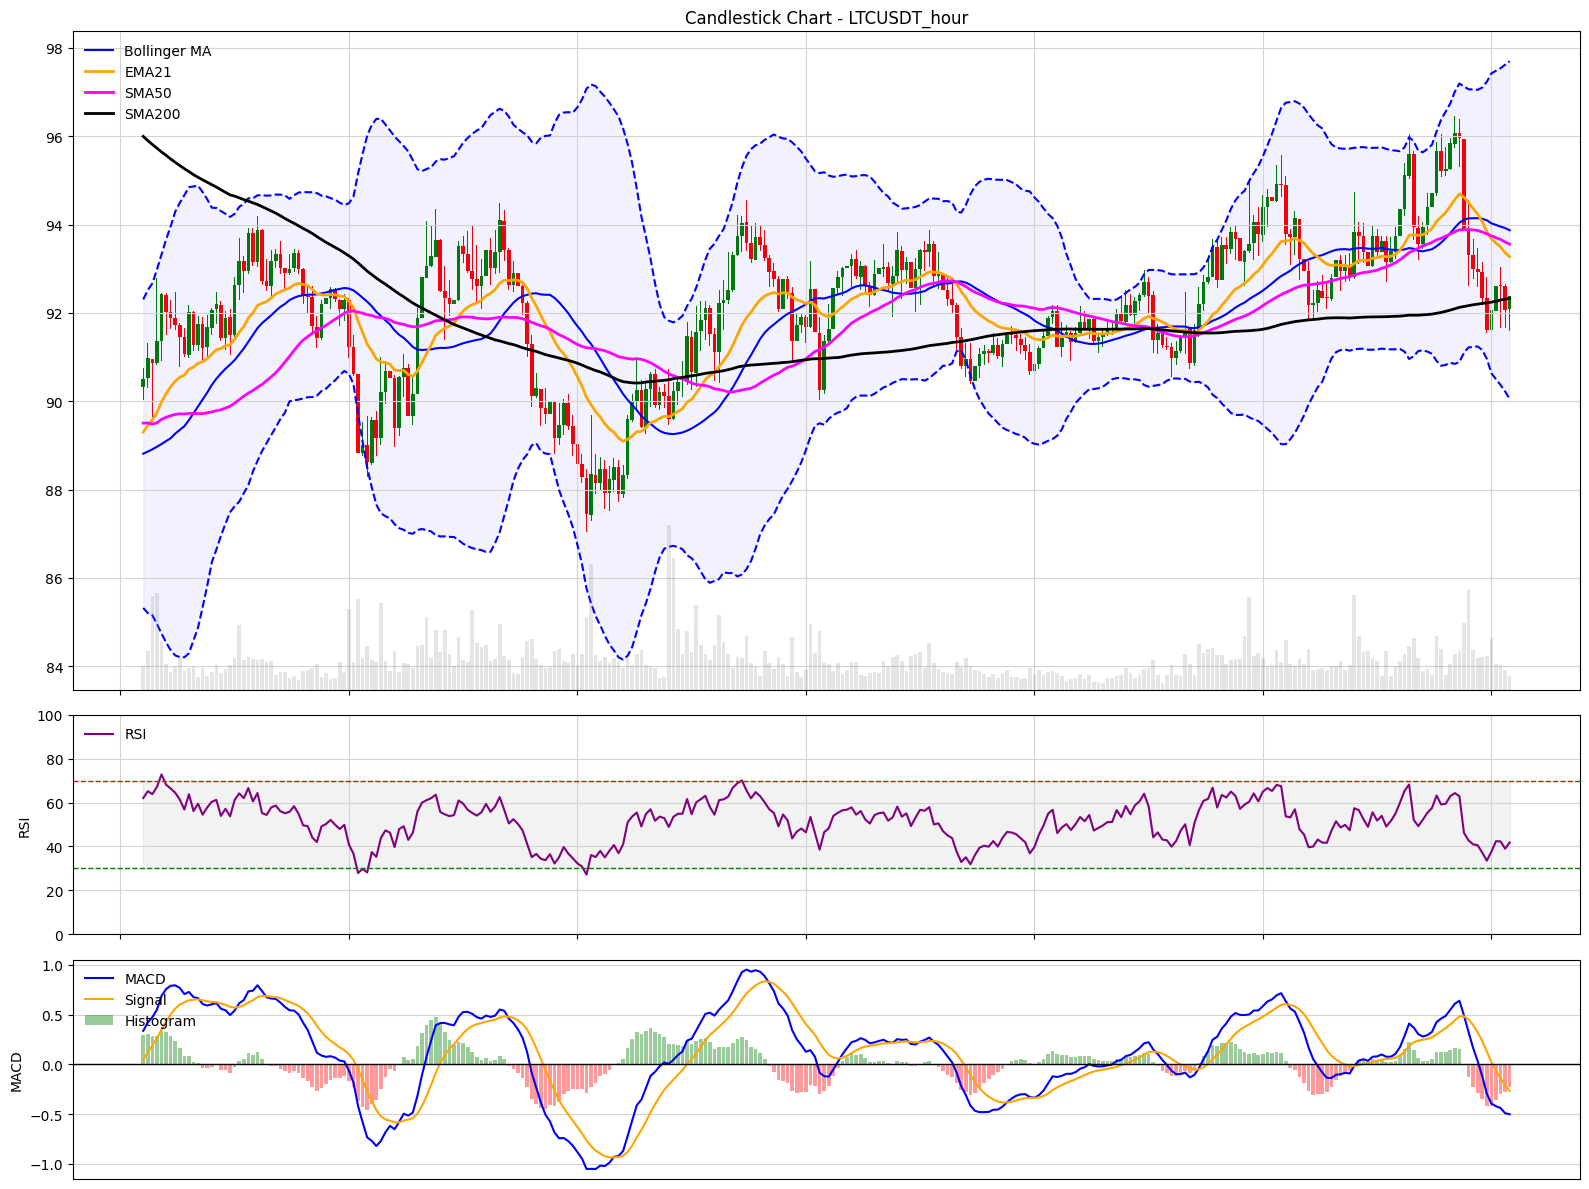 Candlestick Chart - LTCUSDT_hour
Bollinger MA
EMA21
SMA50
SMA200
98
96
94
92
90
88
86
84
RSI
100
80
60
40
20
0
RSI
MACD
Signal
Histogram
1.0
0.5
0.0
−0.5
−1.0
MACD